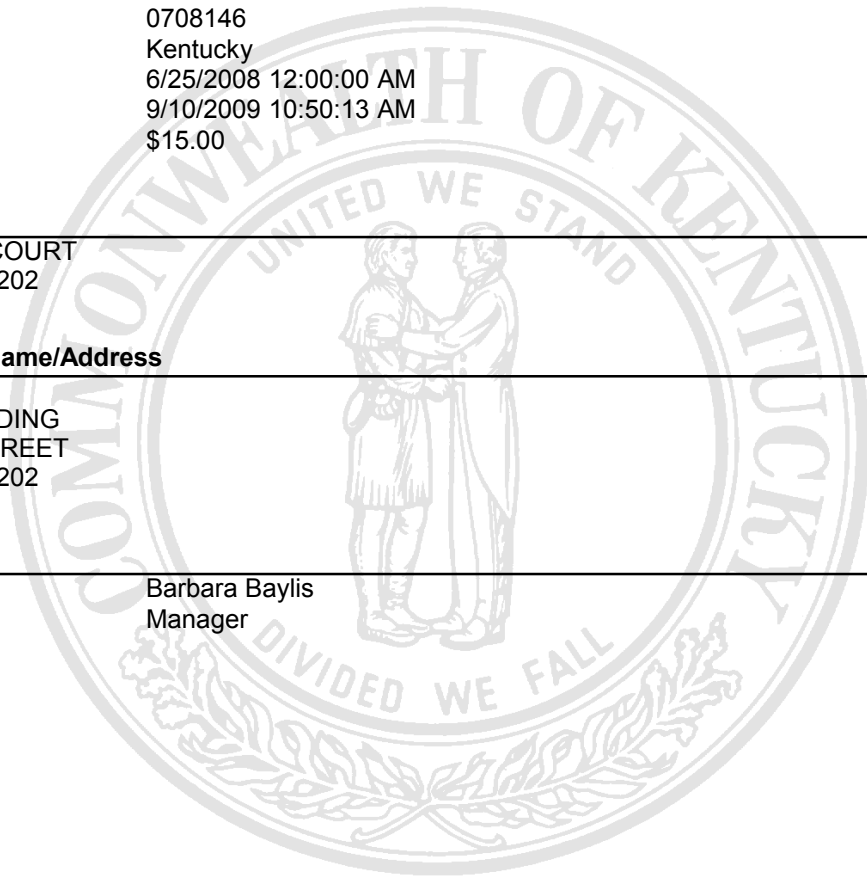 0708146
Kentucky
6/25/2008 12:00:00 AM
9/10/2009 10:50:13 AM
$15.00
COMMONWEALTH OF KENTUCKY
UNITED WE STAND
COURT
202
ame/Address
DING
REET
202
Barbara Baylis
Manager
DIVIDED WE FALL